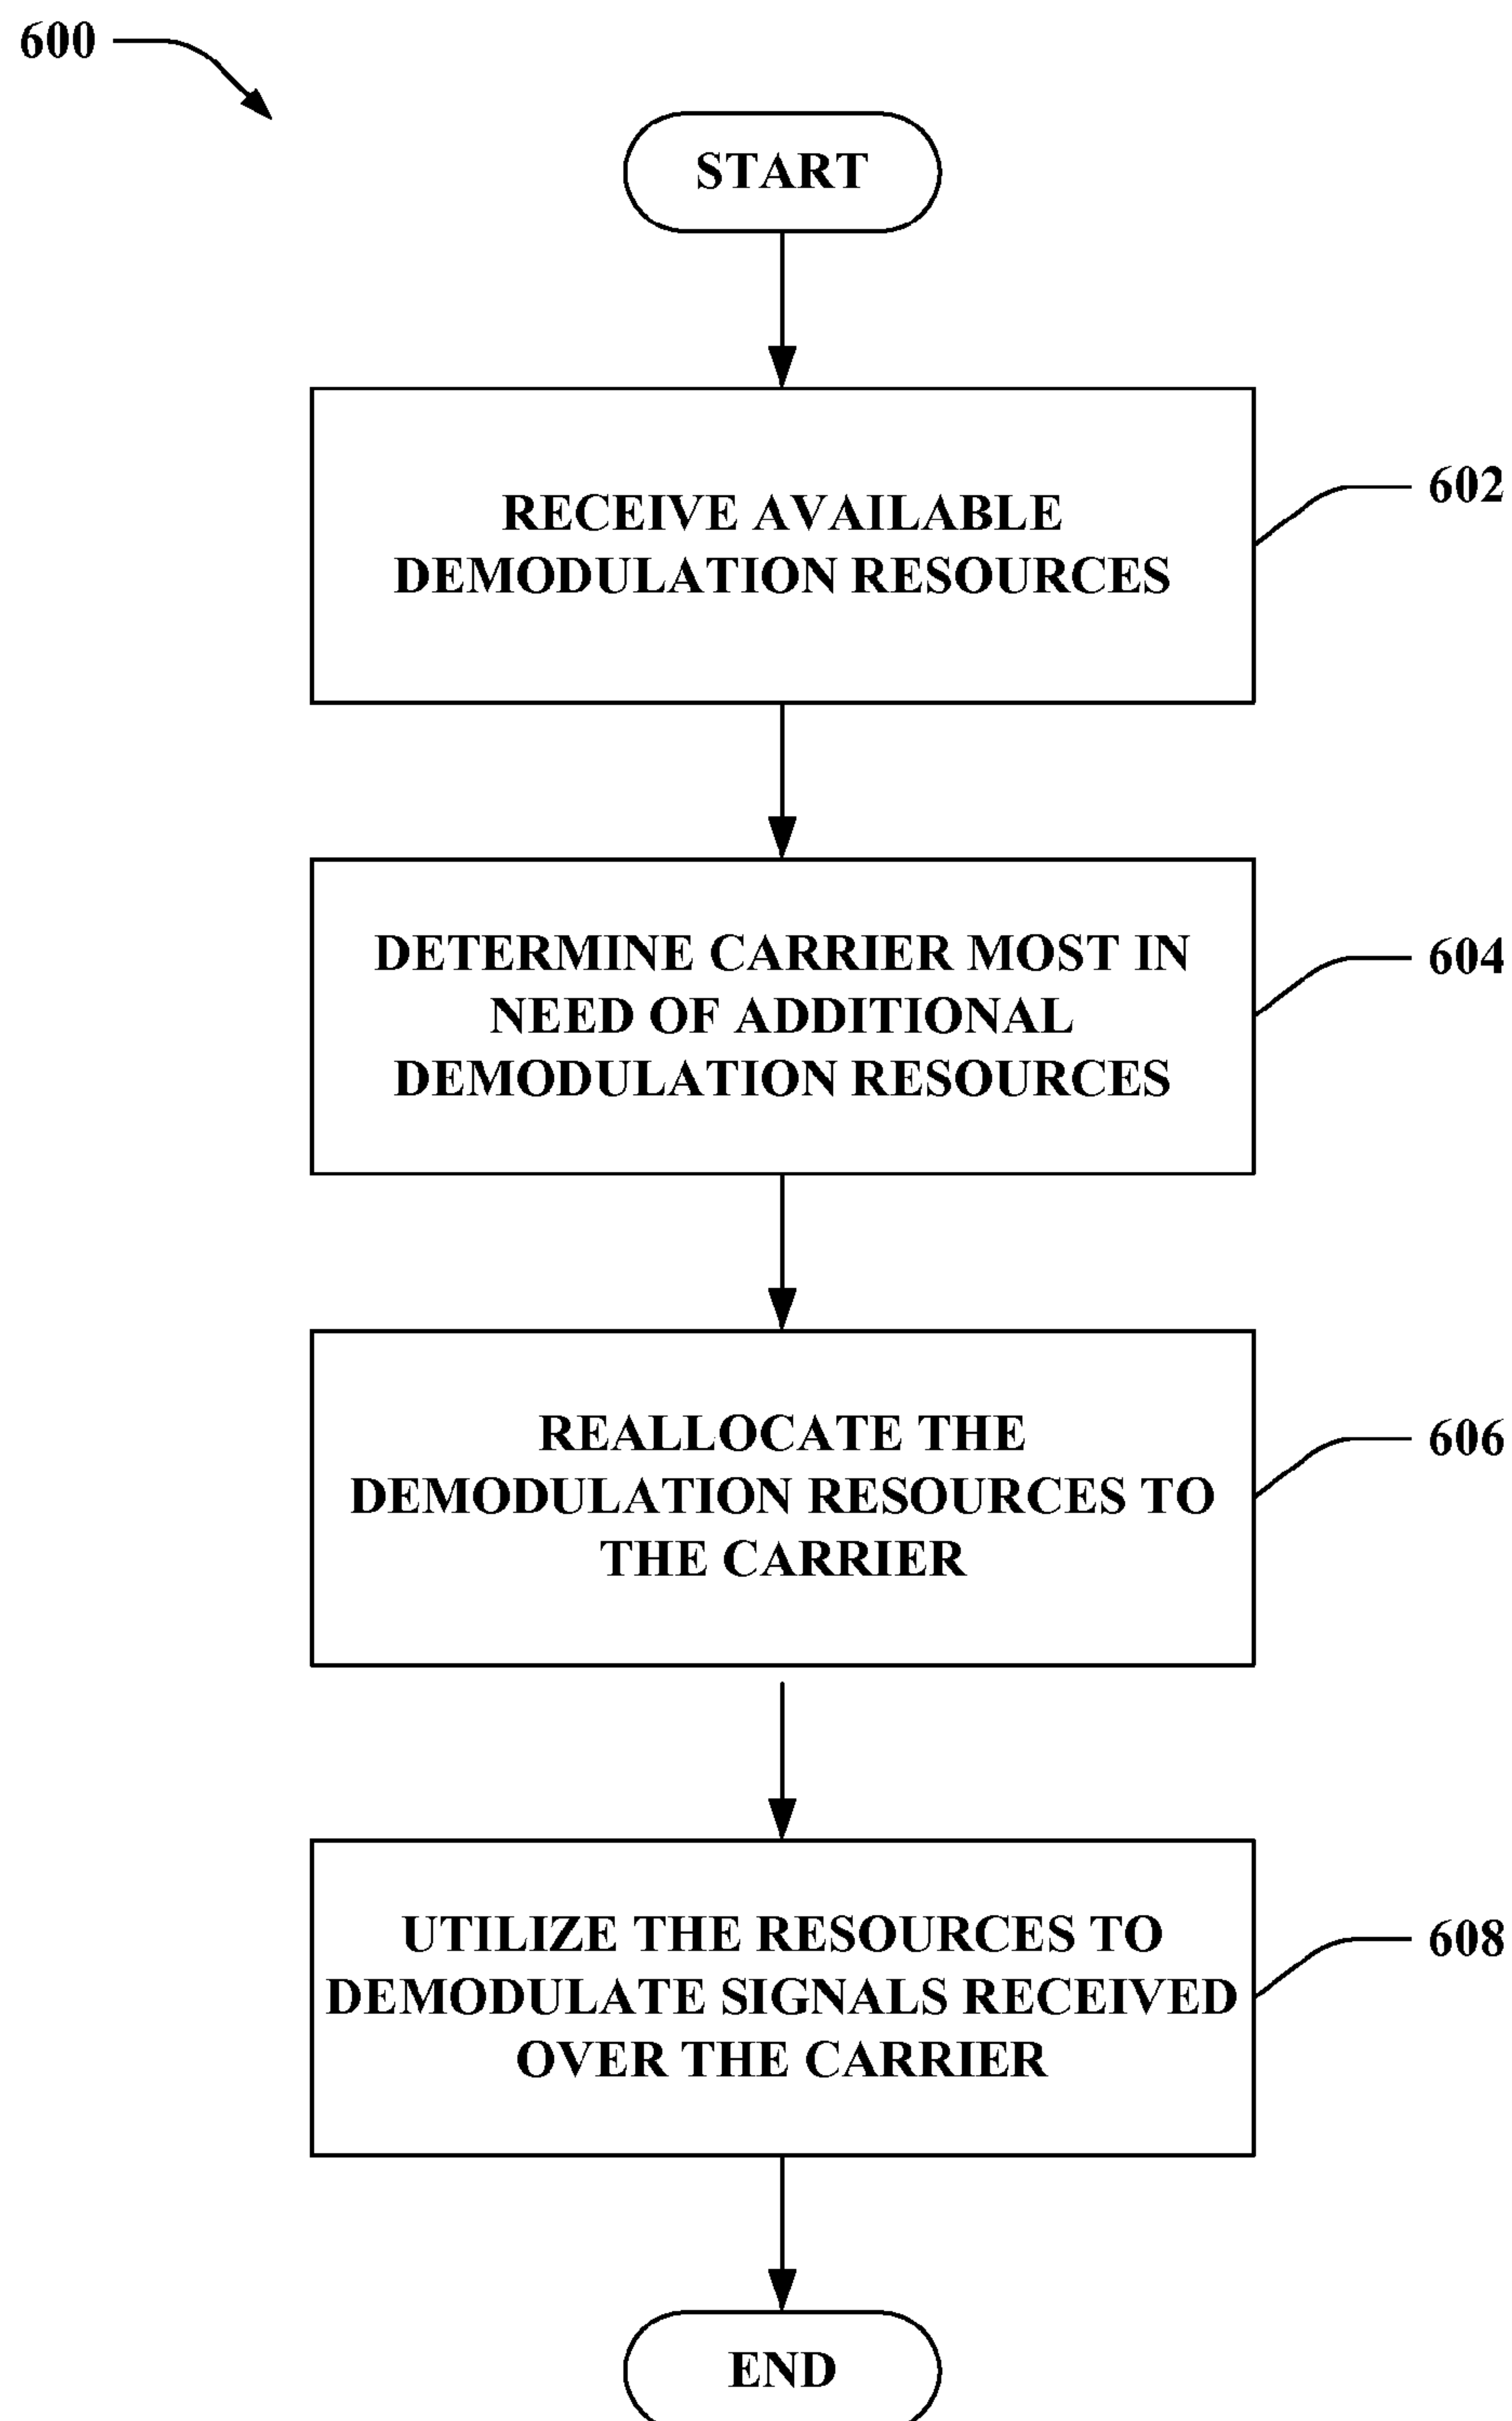 600
START
RECEIVE AVAILABLE
DEMODULATION RESOURCES
602
DETERMINE CARRIER MOST IN
NEED OF ADDITIONAL
DEMODULATION RESOURCES
604
REALLOCATE THE
DEMODULATION RESOURCES TO
THE CARRIER
606
UTILIZE THE RESOURCES TO
DEMODULATE SIGNALS RECEIVED
OVER THE CARRIER
608
END